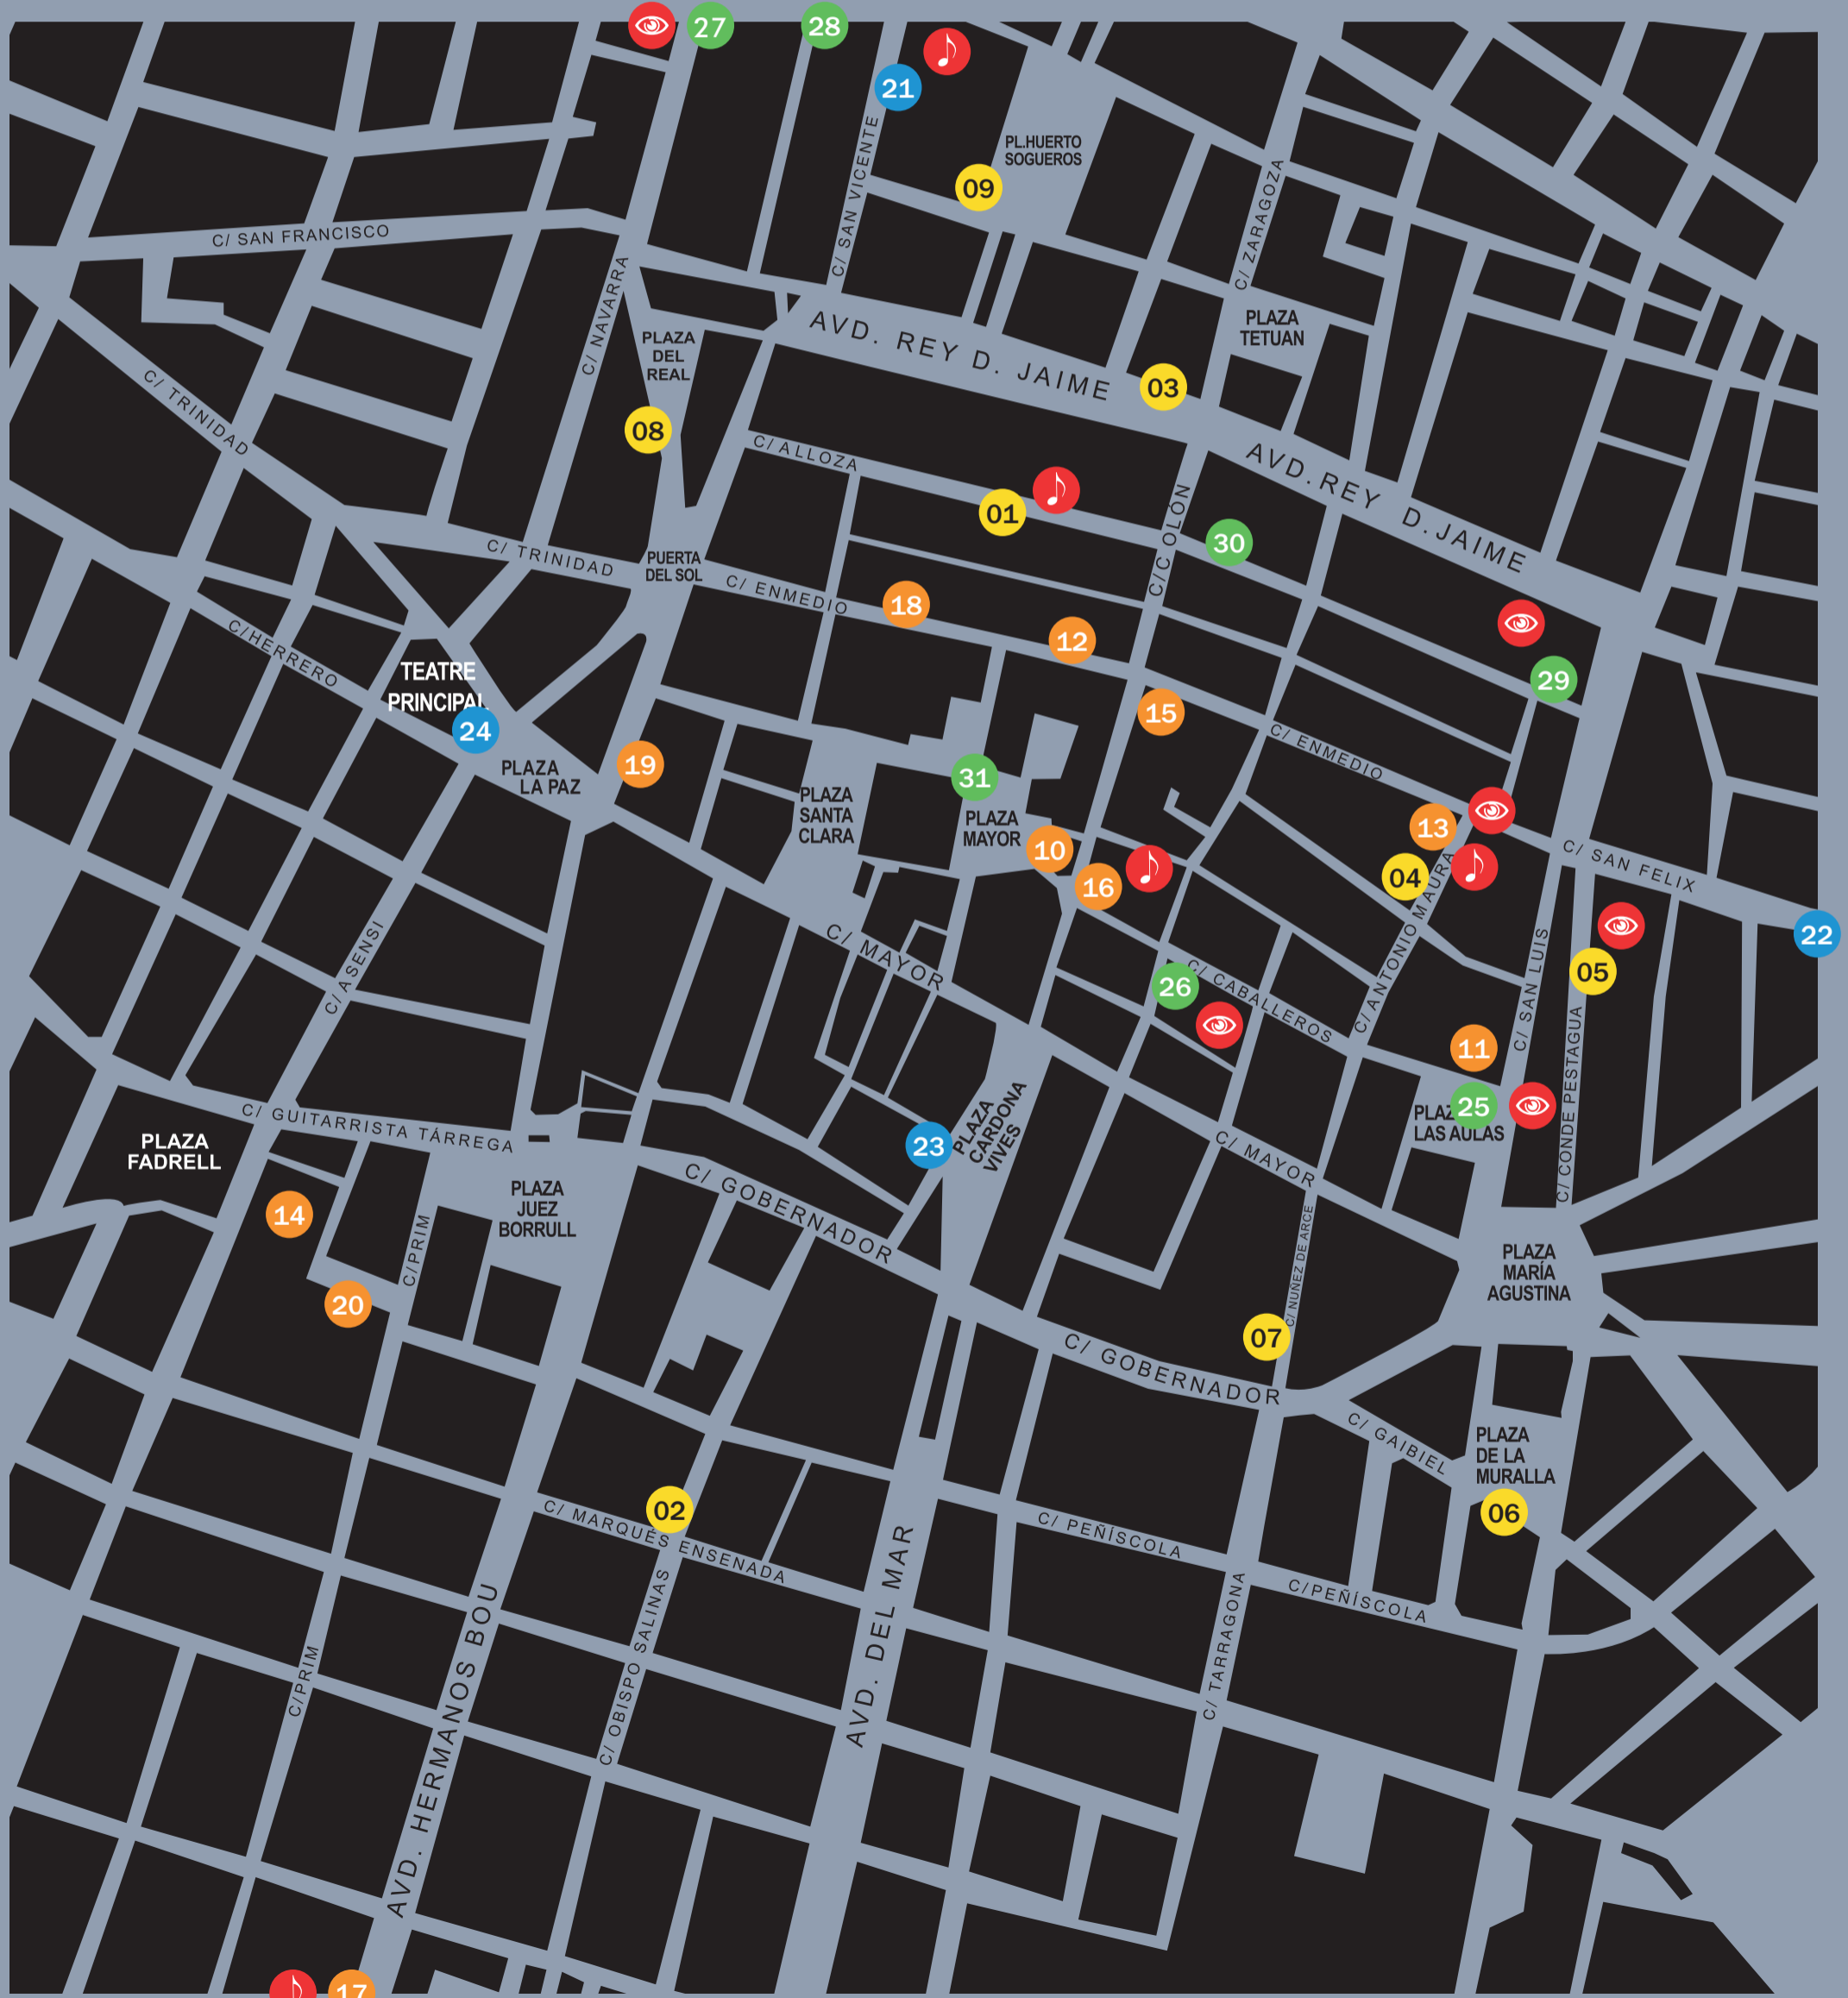 27
28
21
PL.HUERTO
SOGUEROS
09
C/ SAN VICENTE
C/ ZARAGOZA
C/ SAN FRANCISCO
C/ NAVARRA
PLAZA
DEL
REAL
AVD. REY D. JAIME
PLAZA
TETUAN
03
C/ TRINIDAD
08
C/ ALLOZA
AVD.REY D.JAIME
01
C/C OLON
30
C/ TRINIDAD
PUERTA
DEL SOL
C/ ENMEDIO
18
12
C/HERRERO
TEATRE
PRINCIPAL
24
29
15
PLAZA
LA PAZ
19
C/ ENMEDIO
31
PLAZA
SANTA
CLARA
PLAZA
MAYOR
13
10
C/ SAN FELIX
16
04
C/ ANTONIO MAURA
22
C/ MAYOR
C/ ASENSI
05
26
C/ CABALLEROS
C/ SAN LUIS
11
C/ CONDE PESTAGUA
25
PLAZ
LAS AULAS
C/ GUITARRISTA TÁRREGA
PLAZA
FADRELL
23
PLAZA
CARDONA
VIVES
C/ MAYOR
C/ GOBERNADOR
PLAZA
JUEZ
BORRULL
14
C/PRIM
20
C/ NUÑEZ DE ARCE
PLAZA
MARÍA
AGUSTINA
07
C/ GOBERNADOR
C/ GAIBIEL
PLAZA
DE LA
MURALLA
06
02
C/ MARQUÉS ENSENADA
C/ PEÑÍSCOLA
C/PEÑÍSCOLA
AVD. DEL MAR
C/ OBISPO SALINAS
C/ TARRAGONA
C/PRIM
AVD. HERMANOS BOU
17